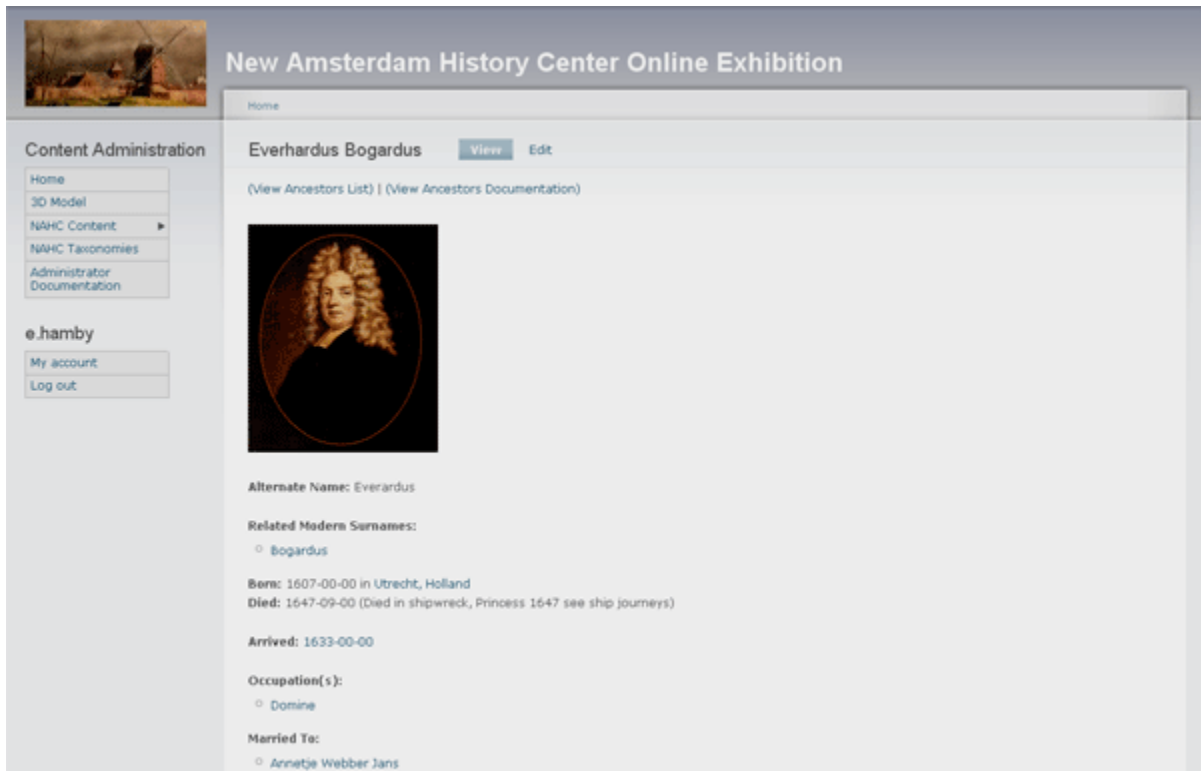 New Amsterdam History Center Online Exhibition
Home
Content Administration
Home
3D Model
NAHC Content
NAHC Taxonomies
Administrator
Documentation
e.hamby
My account
Log out
Everhardus Bogardus View Edit
(View Ancestors List) | (View Ancestors Documentation)
Alternate Name: Everardus
Related Modern Surnames:
Bogardus
Born: 1607-00-00 in Utrecht, Holland
Died: 1647-09-00 (Died in shipwreck, Princess 1647 see ship journeys)
Arrived: 1633-00-00
Occupation(s):
Domine
Married To:
Annetje Webber Jans